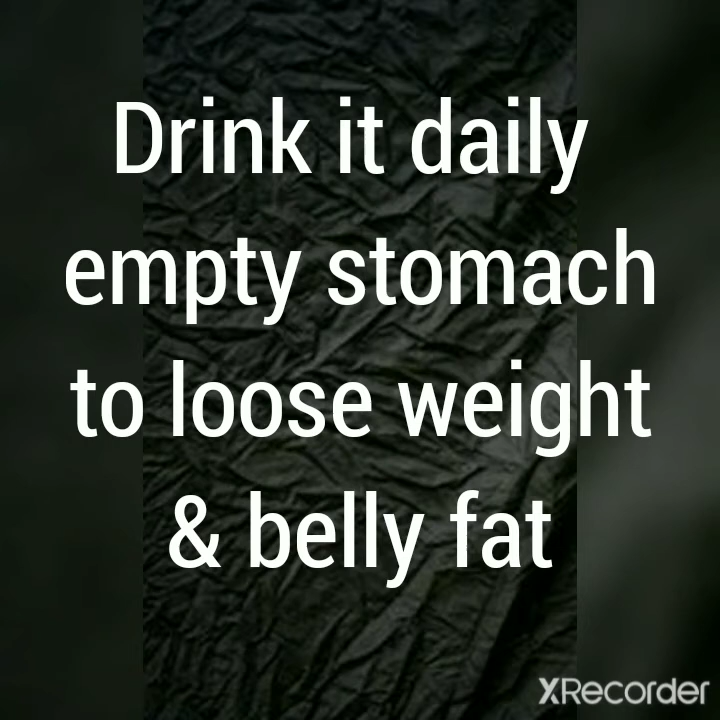 Drink it daily
empty stomach
to loose weight
& belly fat
XRecorder